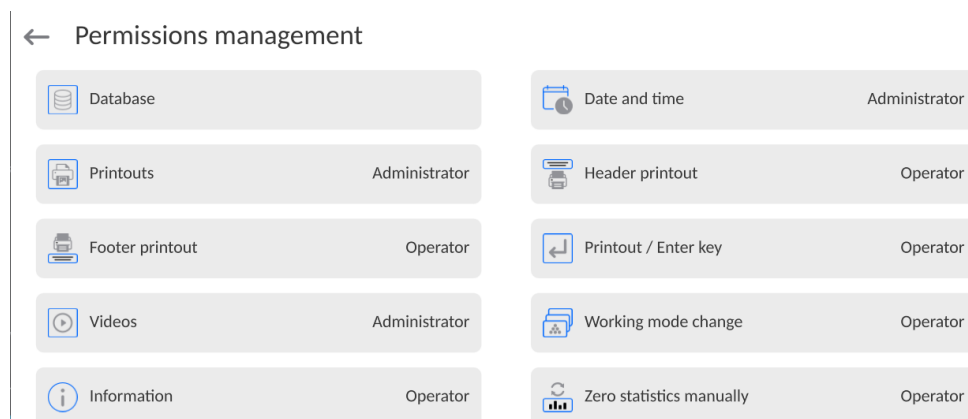 Permissions management
Database
Date and time Administrator
Printouts Administrator
Header printout Operator
Footer printout Operator
Printout / Enter key Operator
Videos Administrator
Working mode change Operator
Information Operator
Zero statistics manually Operator